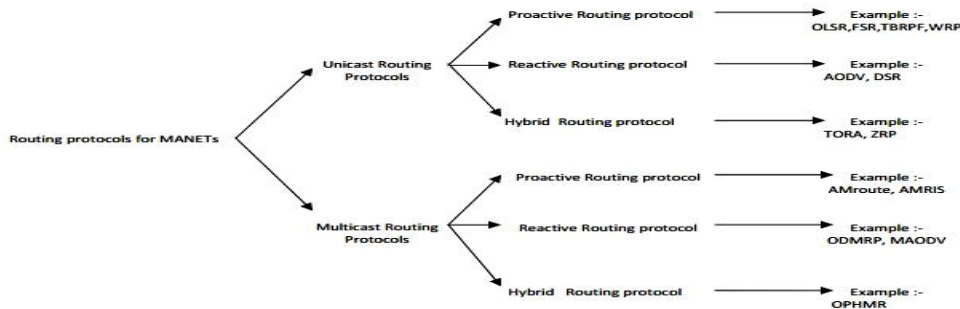 Proactive Routing protocol
Example :-
OLSR,FSR,TBRPF,WRP
Unicast Routing
Protocols
Reactive Routing protocol
Example :-
AODV, DSR
Hybrid Routing protocol
Example :-
TORA, ZRP
Routing protocols for MANETs
Proactive Routing protocol
Example :-
AMroute, AMRIS
Multicast Routing
Protocols
Reactive Routing protocol
Example :-
ODMRP, MAODV
Hybrid Routing protocol
Example :-
OPHMR